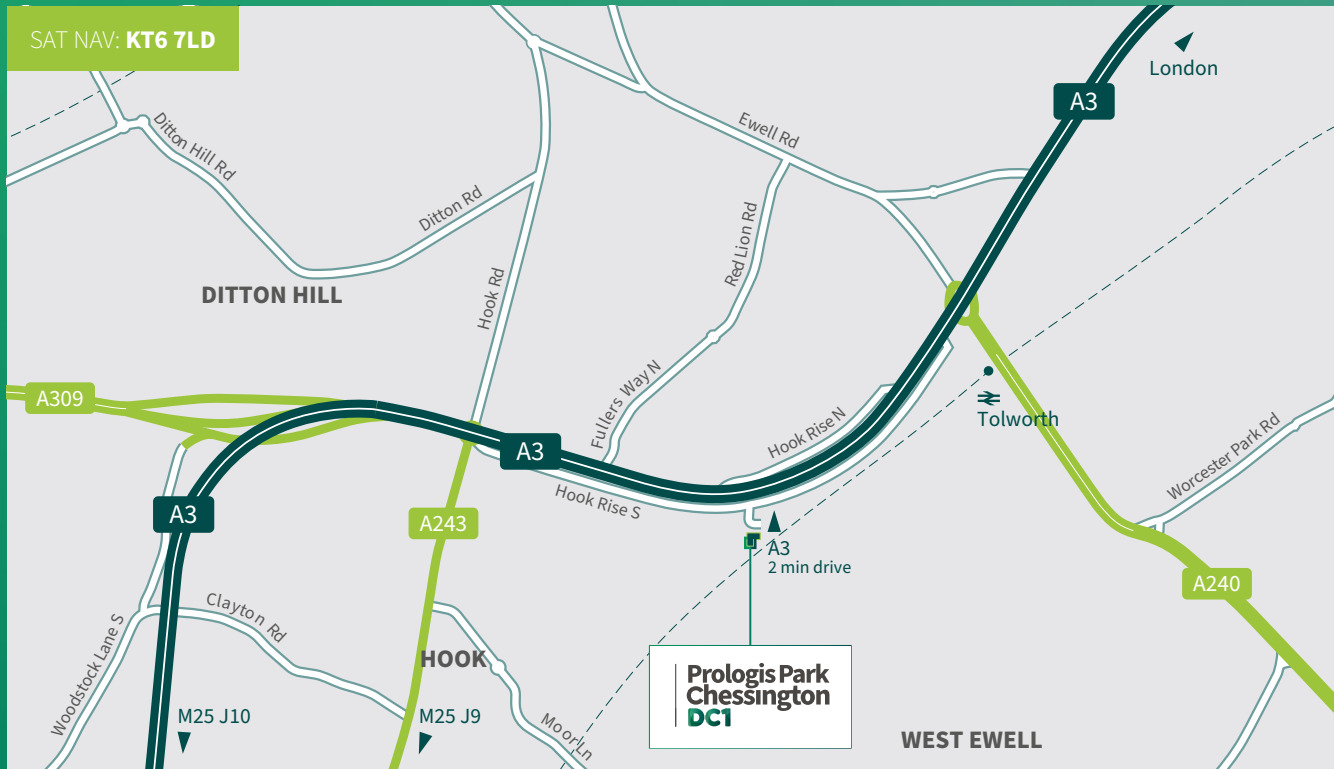 SAT NAV: KT6 7LD
London
A3
Ewell Rd
Ditton Hill Rd
Ditton Rd
Red Lion Rd
Hook Rd
DITTON HILL
A309
Fullers Way N
Hook Rise N
Tolworth
Worcester Park Rd
A3
Hook Rise S
A3
A243
A3
2 min drive
A240
Clayton Rd
Woodstock Lane S
HOOK
Prologis Park
Chessington
DC1
M25 J10
M25 J9
Moor Ln
WEST EWELL